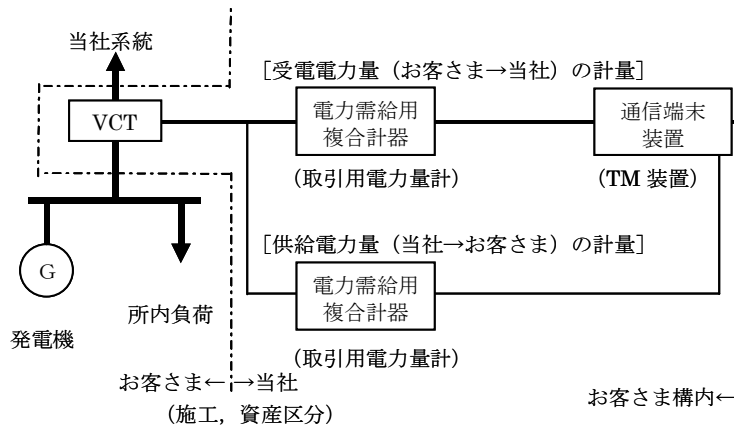 当社系統
［受電電力量（お客さま→当社）の計量］
VCT
電力需給用
複合計器
通信端末
装置
（取引用電力量計）
（TM 装置）
［供給電力量（当社→お客さま）の計量］
G
電力需給用
複合計器
所内負荷
発電機
（取引用電力量計）
お客さま←→当社
（施工，資産区分）
お客さま構内←